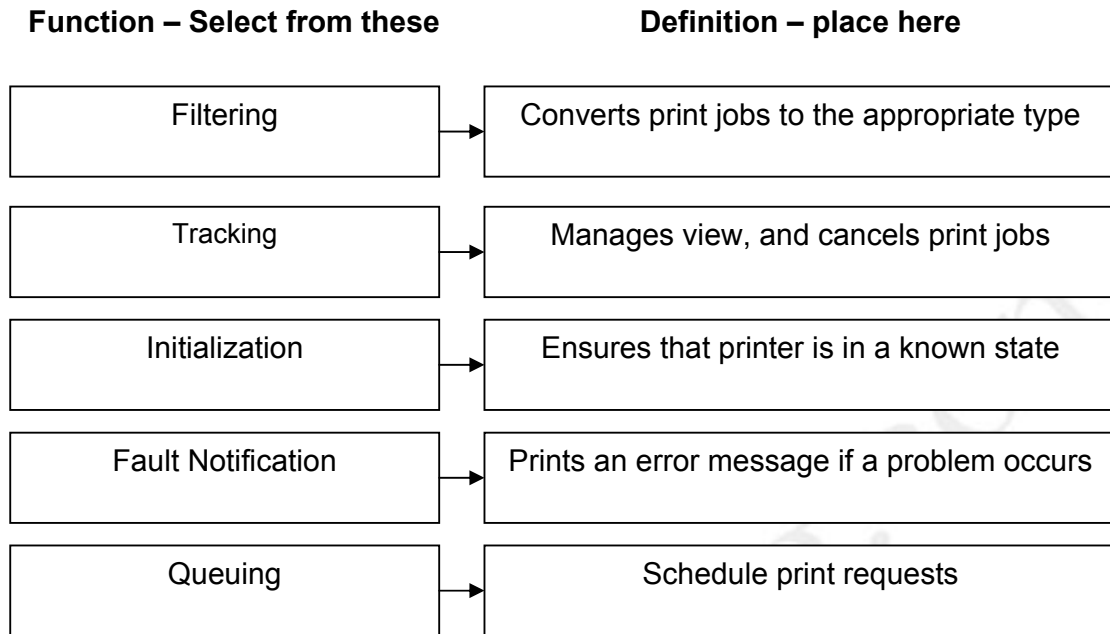 Function – Select from these Definition – place here
Filtering Converts print jobs to the appropriate type
Tracking Manages view, and cancels print jobs
Initialization Ensures that printer is in a known state
Fault Notification Prints an error message if a problem occurs
Queuing Schedule print requests